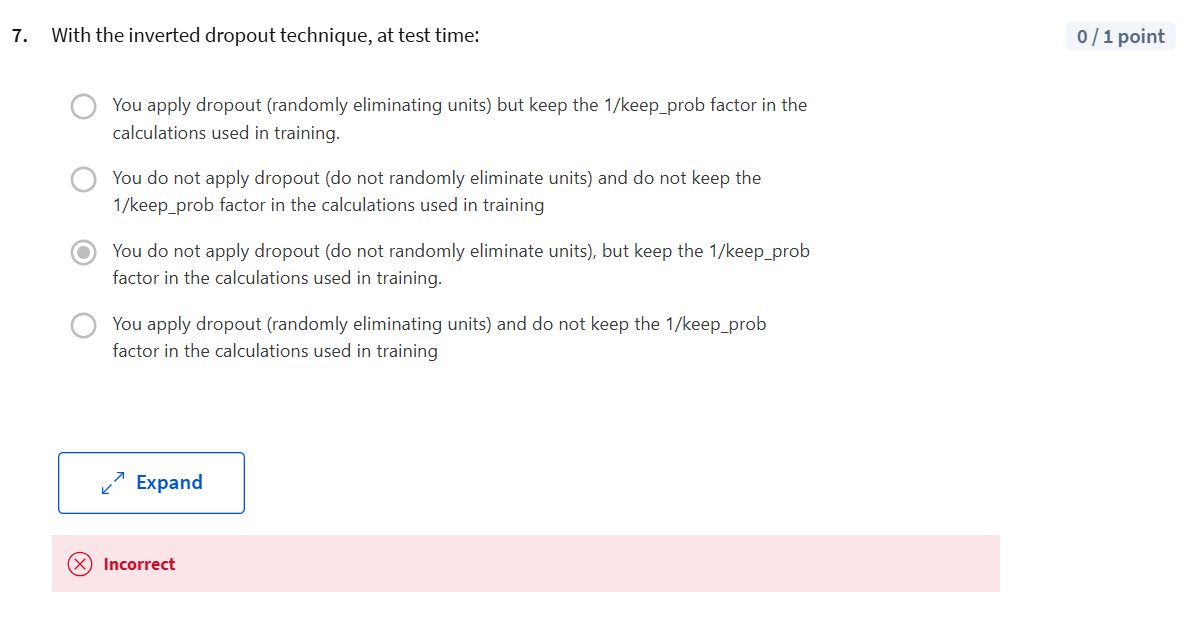 7. With the inverted dropout technique, at test time:
0 / 1 point
You apply dropout (randomly eliminating units) but keep the 1/keep_prob factor in the
calculations used in training.
You do not apply dropout (do not randomly eliminate units) and do not keep the
1/keep_prob factor in the calculations used in training
You do not apply dropout (do not randomly eliminate units), but keep the 1/keep_prob
factor in the calculations used in training.
You apply dropout (randomly eliminating units) and do not keep the 1/keep_prob
factor in the calculations used in training
Expand
Incorrect